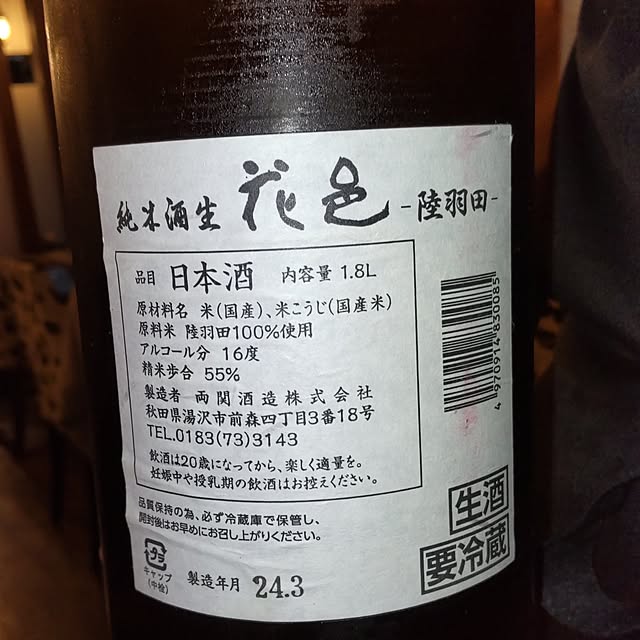 純米酒生 花邑 -陸羽田-
品目 日本酒 内容量 1.8L
原材料名 米(国産)、米こうじ(国産米)
原料米 陸羽田100%使用
アルコール分 16度
精米歩合 55%
製造者 両関酒造株式会社
秋田県湯沢市前森四丁目3番18号
TEL.0183(73)3143
飲酒は20歳になってから、楽しく適量を。
妊娠中や授乳期の飲酒はお控えください。
4 970914 830085
品質保持の為、必ず冷蔵庫で保管し、
開封後はお早めにお召し上がりください。
生酒
要冷蔵
キャップ
(中栓)
製造年月 24.3